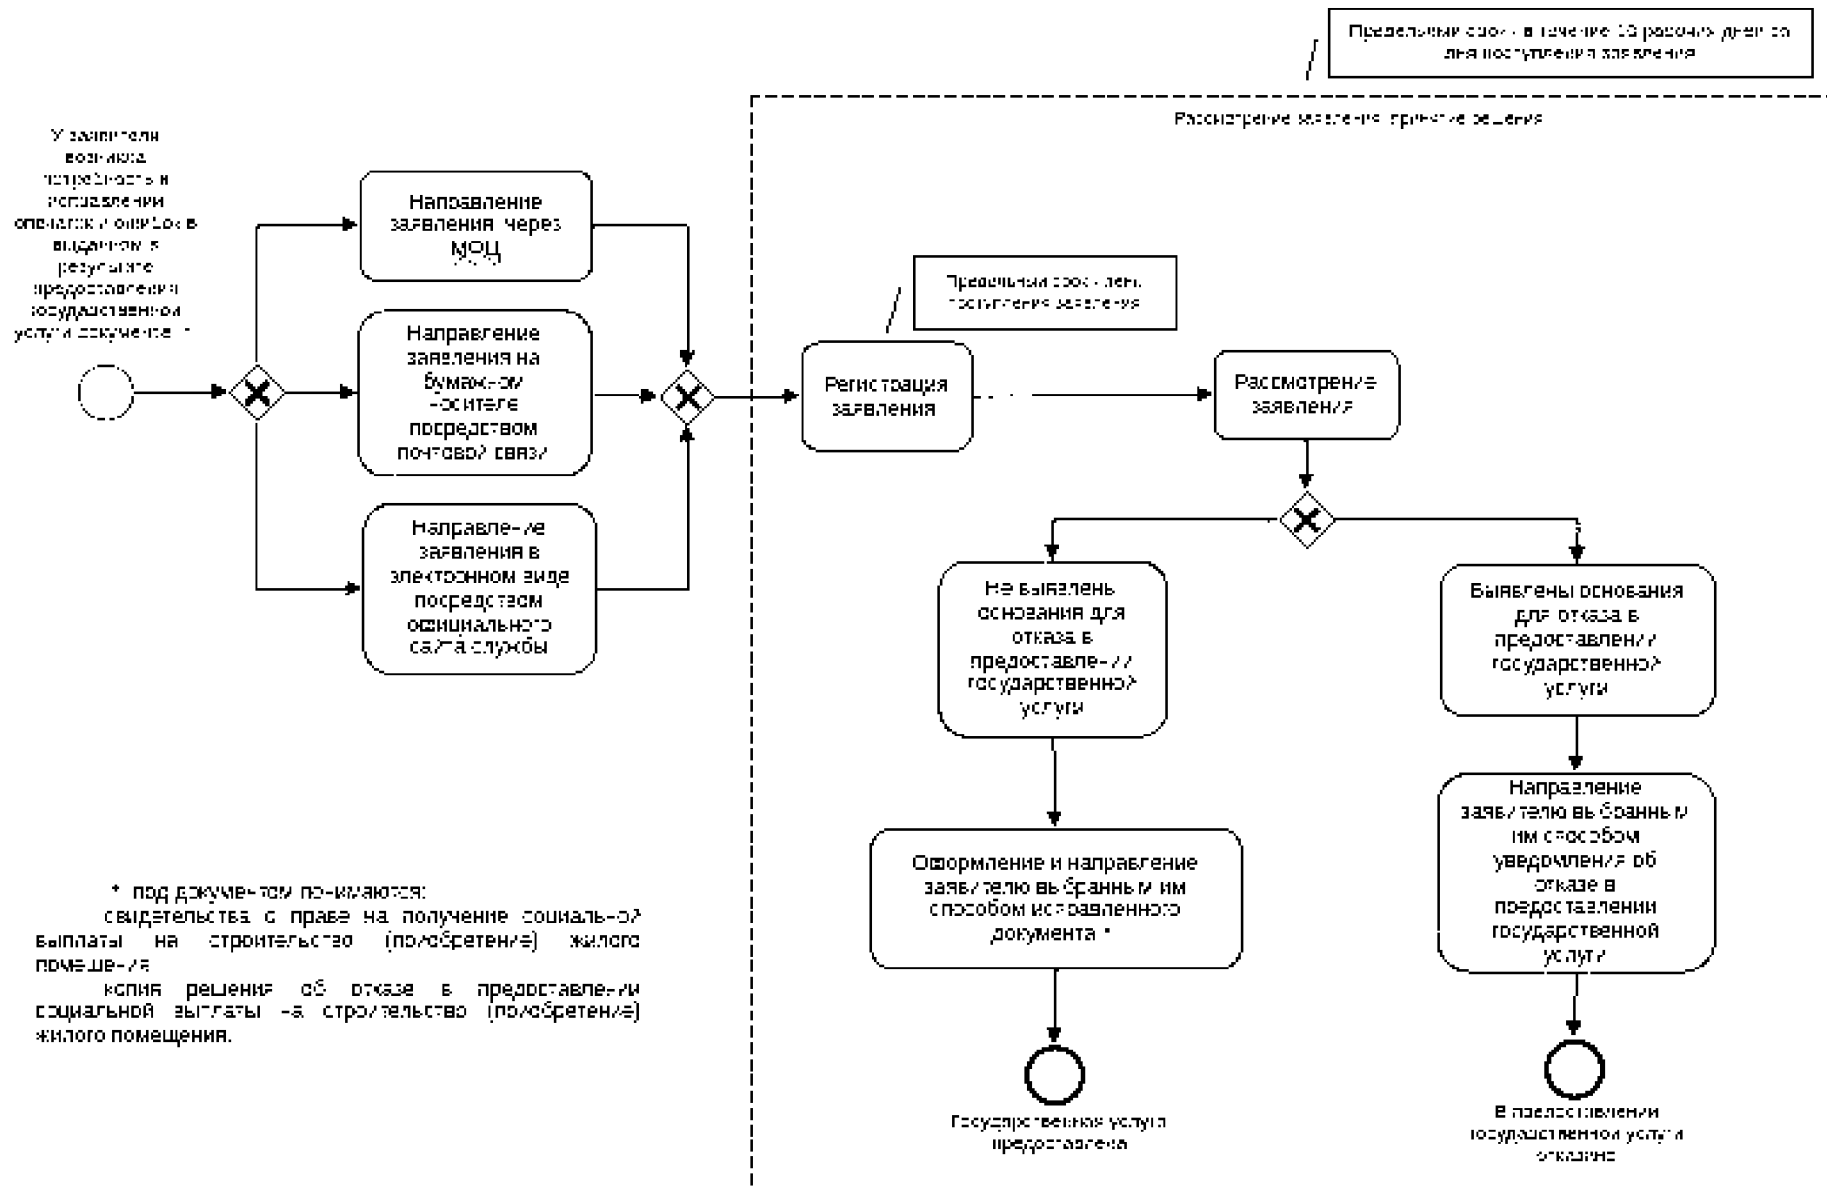 У заявителя
возникла
потребность в
исправлении
опечаток и ошибок в
выданном в
результате
предоставления
государственной
услуги документе *
Направление
заявления через
МФЦ
Направление
заявления на
бумажном
носителе
посредством
почтовой связи
Направление
заявления в
электронном виде
посредством
официального
сайта службы
Предельный срок в течение рабочих дней со
дня поступления заявления
Рассмотрение заявления, принятие решения
Предельный срок день
поступления заявления
Регистрация
заявления
Рассмотрение
заявления
Не выявлены
основания для
отказа в
предоставлении
государственной
услуги
Выявлены основания
для отказа в
предоставлении
государственной
услуги
Оформление и направление
заявителю выбранным им
способом исправленного
документа *
Направление
заявителю выбранным
им способом
уведомления об
отказе в
предоставлении
государственной
услуги
Государственная услуга
предоставлена
В предоставлении
государственной услуги
отказано
* под документом понимаются:
свидетельства о праве на получение социальной
выплаты на строительство (приобретение) жилого
помещения
копия решения об отказе в предоставлении
социальной выплаты на строительство (приобретение)
жилого помещения.